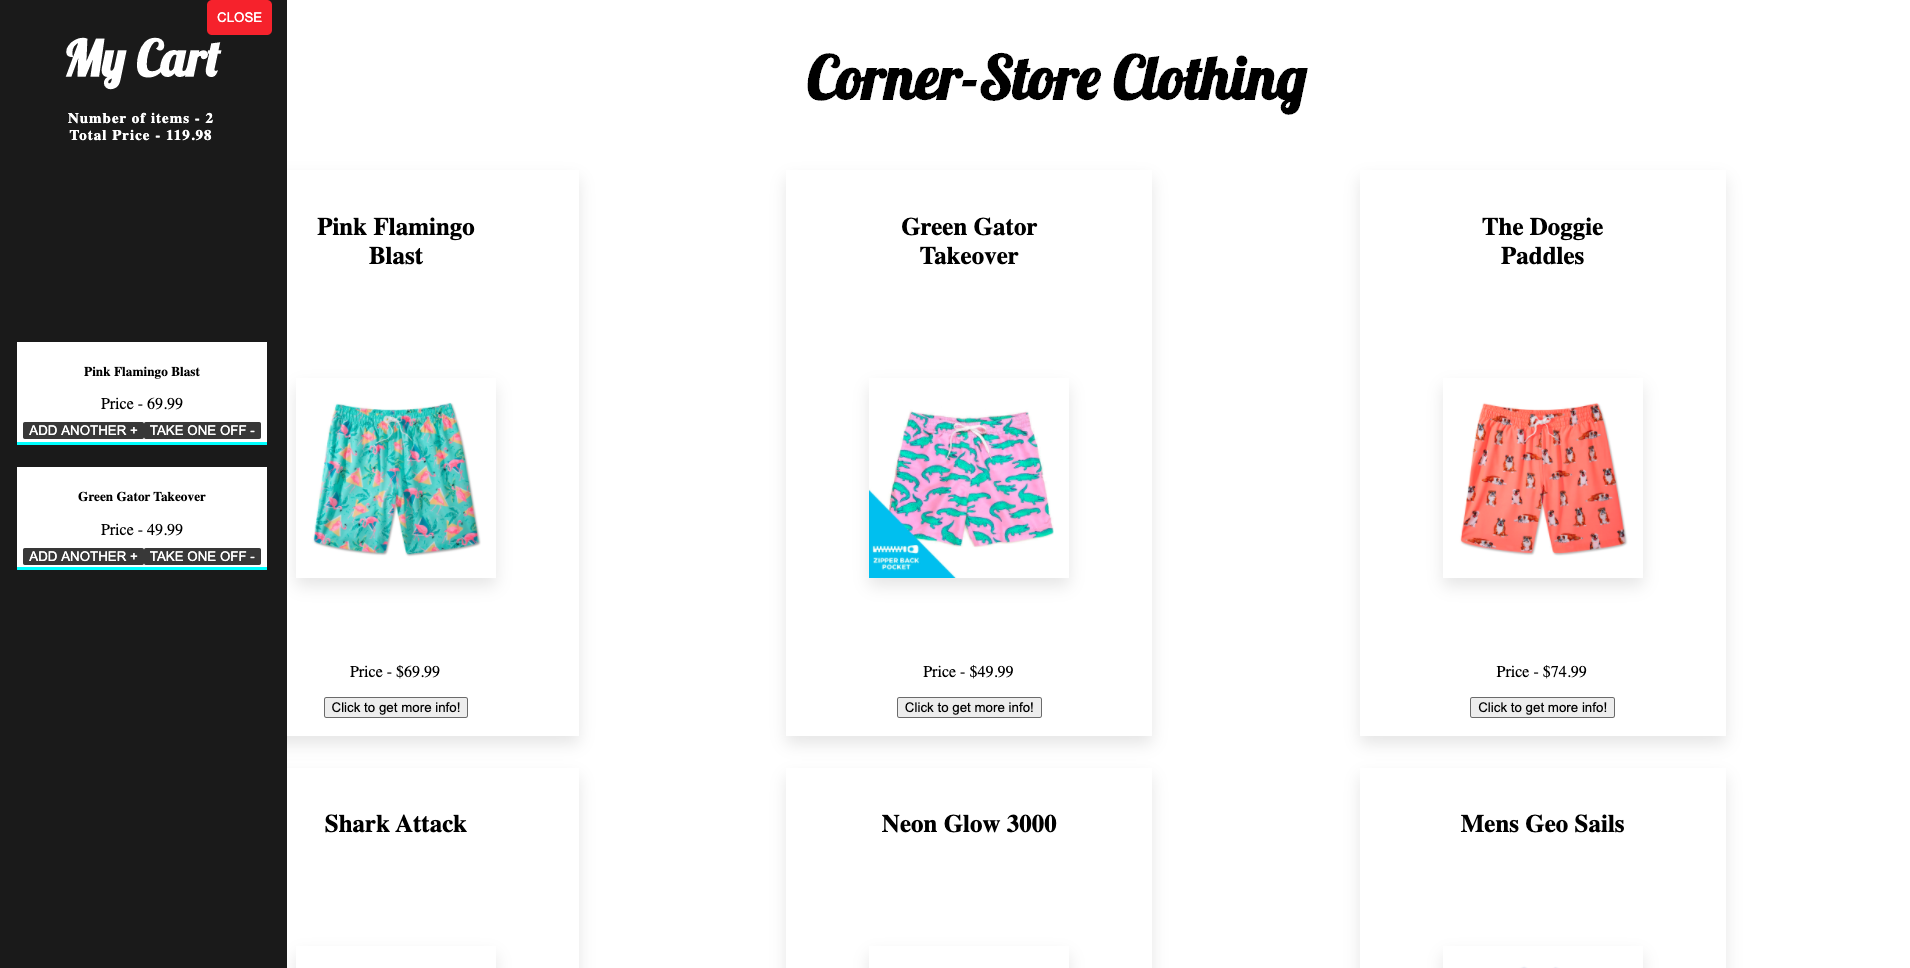 CLOSE
My Cart
Number of items - 2
Total Price - 119.98
Pink Flamingo Blast
Price - 69.99
ADD ANOTHER + TAKE ONE OFF -
Green Gator Takeover
Price - 49.99
ADD ANOTHER + TAKE ONE OFF -
Corner-Store Clothing
Pink Flamingo
Blast
Price - $69.99
Click to get more info!
Green Gator
Takeover
ZIPPER BACK
POCKET
Price - $49.99
Click to get more info!
The Doggie
Paddles
Price - $74.99
Click to get more info!
Shark Attack
Neon Glow 3000
Mens Geo Sails